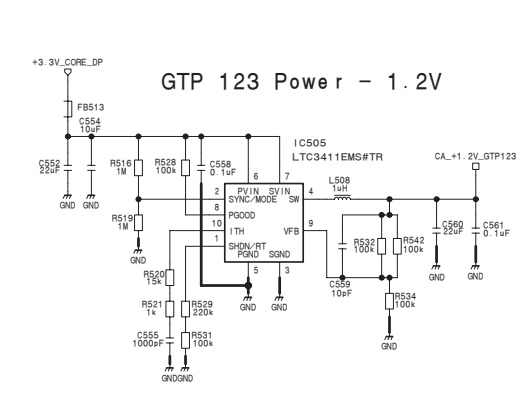 +3.3V_CORE_DP
GTP 123 Power - 1.2V
FB513
C554
10uF
IC505
LTC3411EMS#TR
C552
22uF
R516
1M
R528
100k
C558
0.1uF
CA_+1.2V_GTP123
6
7
L508
1uH
GND
GND
2
PVIN
SVIN
4
SYNC/MODE
SW
8
PGOOD
R519
1M
10
ITH
VFB
9
1
SHDN/RT
PGND
SGND
R532
100k
R542
100k
C560
22uF
C561
0.1uF
GND
5
3
R520
15k
C559
10pF
GND
GND
R521
1k
R529
220k
GND
GND
R534
100k
C555
1000pF
R531
100k
GND
GND
GND